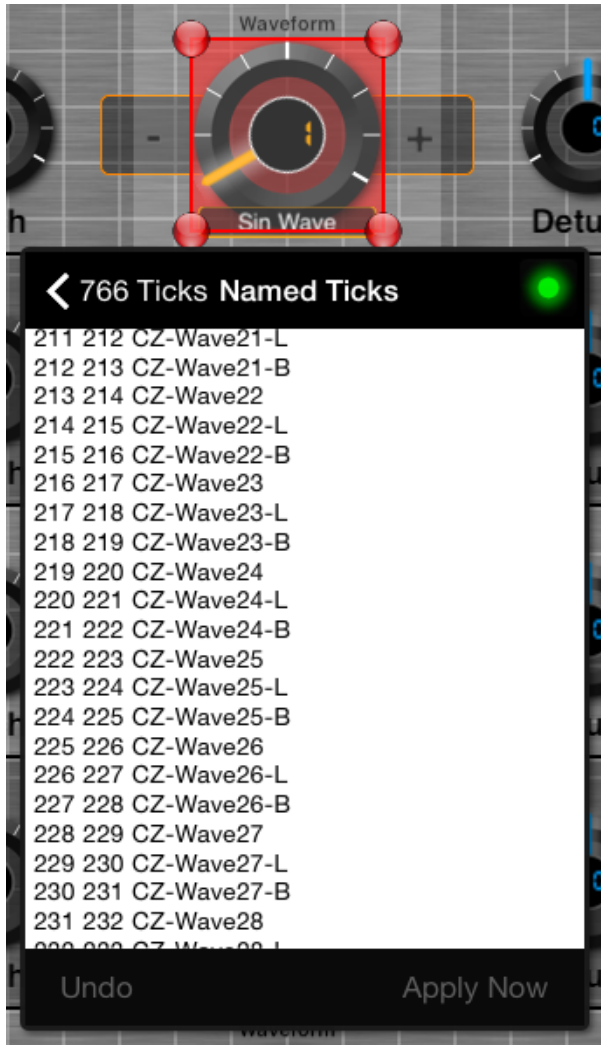 Waveform
-
1
+
Sin Wave
h
Detu
766 Ticks Named Ticks
211 212 CZ-Wave21-L
212 213 CZ-Wave21-B
213 214 CZ-Wave22
214 215 CZ-Wave22-L
215 216 CZ-Wave22-B
216 217 CZ-Wave23
217 218 CZ-Wave23-L
218 219 CZ-Wave23-B
219 220 CZ-Wave24
220 221 CZ-Wave24-L
221 222 CZ-Wave24-B
222 223 CZ-Wave25
223 224 CZ-Wave25-L
224 225 CZ-Wave25-B
225 226 CZ-Wave26
226 227 CZ-Wave26-L
227 228 CZ-Wave26-B
228 229 CZ-Wave27
229 230 CZ-Wave27-L
230 231 CZ-Wave27-B
231 232 CZ-Wave28
Undo
Apply Now
Waveform